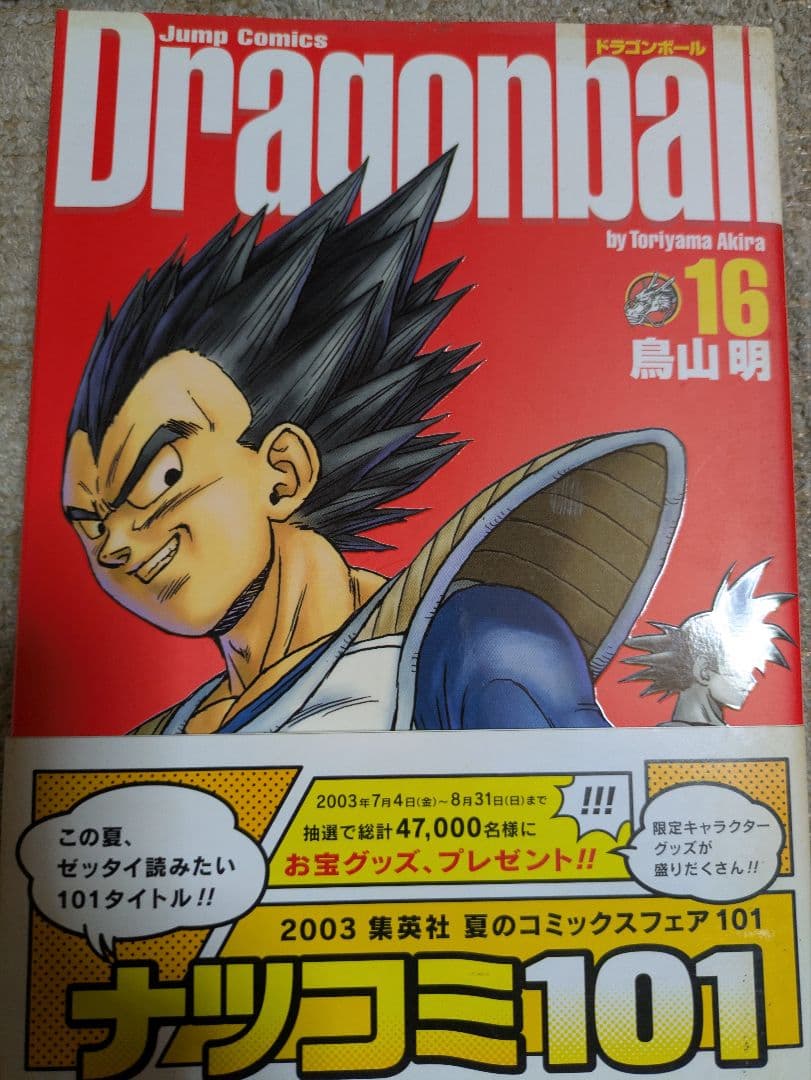 Jump Comics
ドラゴンボール
Dragonball
by Toriyama Akira
16
鳥山明
2003年7月4日(金)～8月31日(日)まで
!!!
抽選で総計47,000名様に
お宝グッズ、プレゼント!!
この夏、
ゼッタイ読みたい
101タイトル!!
限定キャラクター
グッズが
盛りだくさん!!
2003 集英社 夏のコミックスフェア101
ナツコミ101